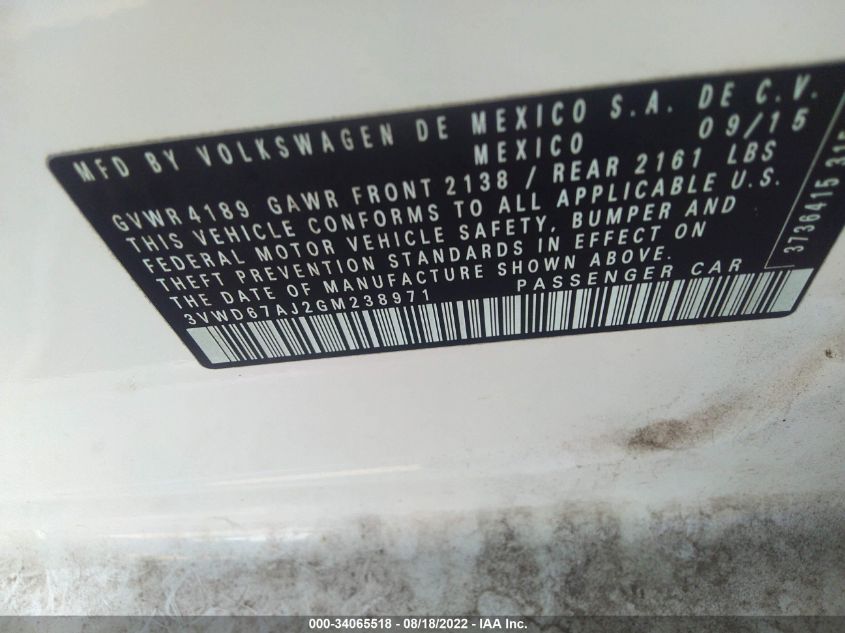 MFD BY VOLKSWAGEN DE MEXICO S.A. DE C.V.
MEXICO 09/15
GVWR4189 GAWR FRONT 2138 / REAR 2161 LBS
THIS VEHICLE CONFORMS TO ALL APPLICABLE U.S.
FEDERAL MOTOR VEHICLE SAFETY, BUMPER AND
THEFT PREVENTION STANDARDS IN EFFECT ON
THE DATE OF MANUFACTURE SHOWN ABOVE.
3VWD67AJ2GM238971 PASSENGER CAR
3736415 315
000-34065518 - 08/18/2022 - IAA Inc.